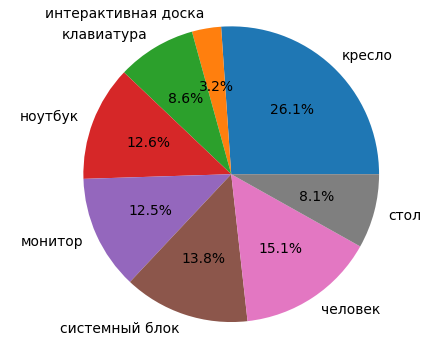 интерактивная доска
клавиатура
кресло
3.2%
8.6%
26.1%
ноутбук
12.6%
12.5%
8.1%
стол
монитор
13.8%
15.1%
человек
системный блок